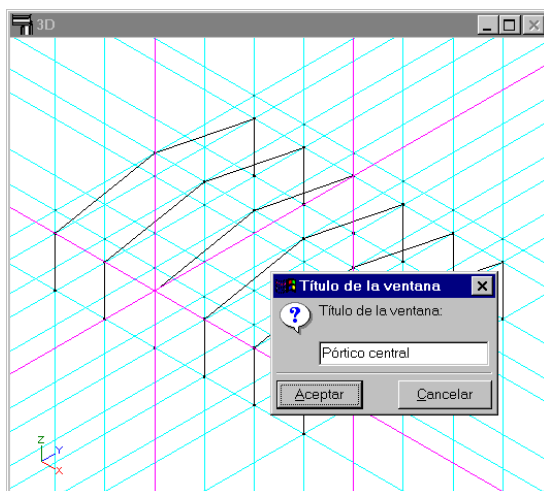 3D
Título de la ventana
Título de la ventana:
Pórtico central
Aceptar
Cancelar
Z
Y
X